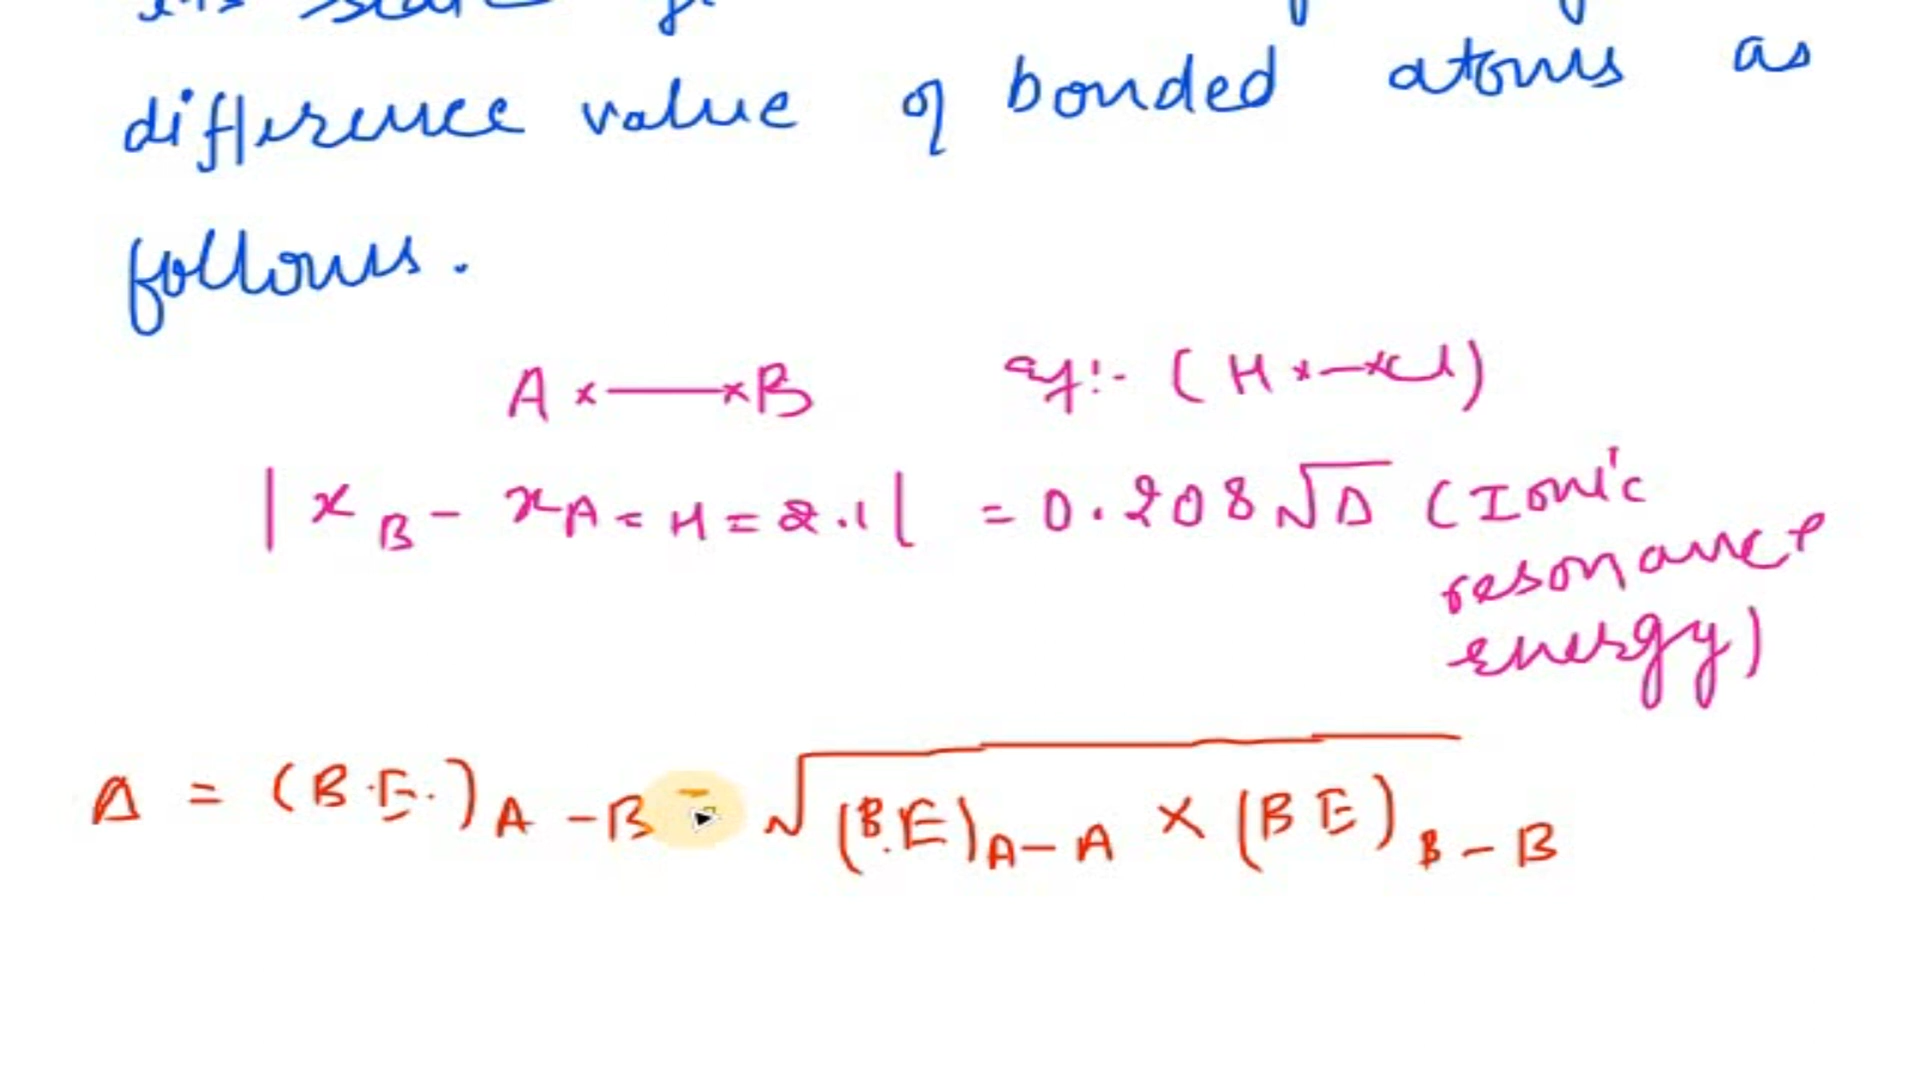 difference value of bonded atoms as
follows.
A ×——× B eg:- (H ×—× Cl)
|x_B - x_A = H = 2.1| = 0.208√Δ (Ionic
resonance
energy)
Δ = (B.E.)_A-B - √(B.E)_A-A × (BE)_B-B